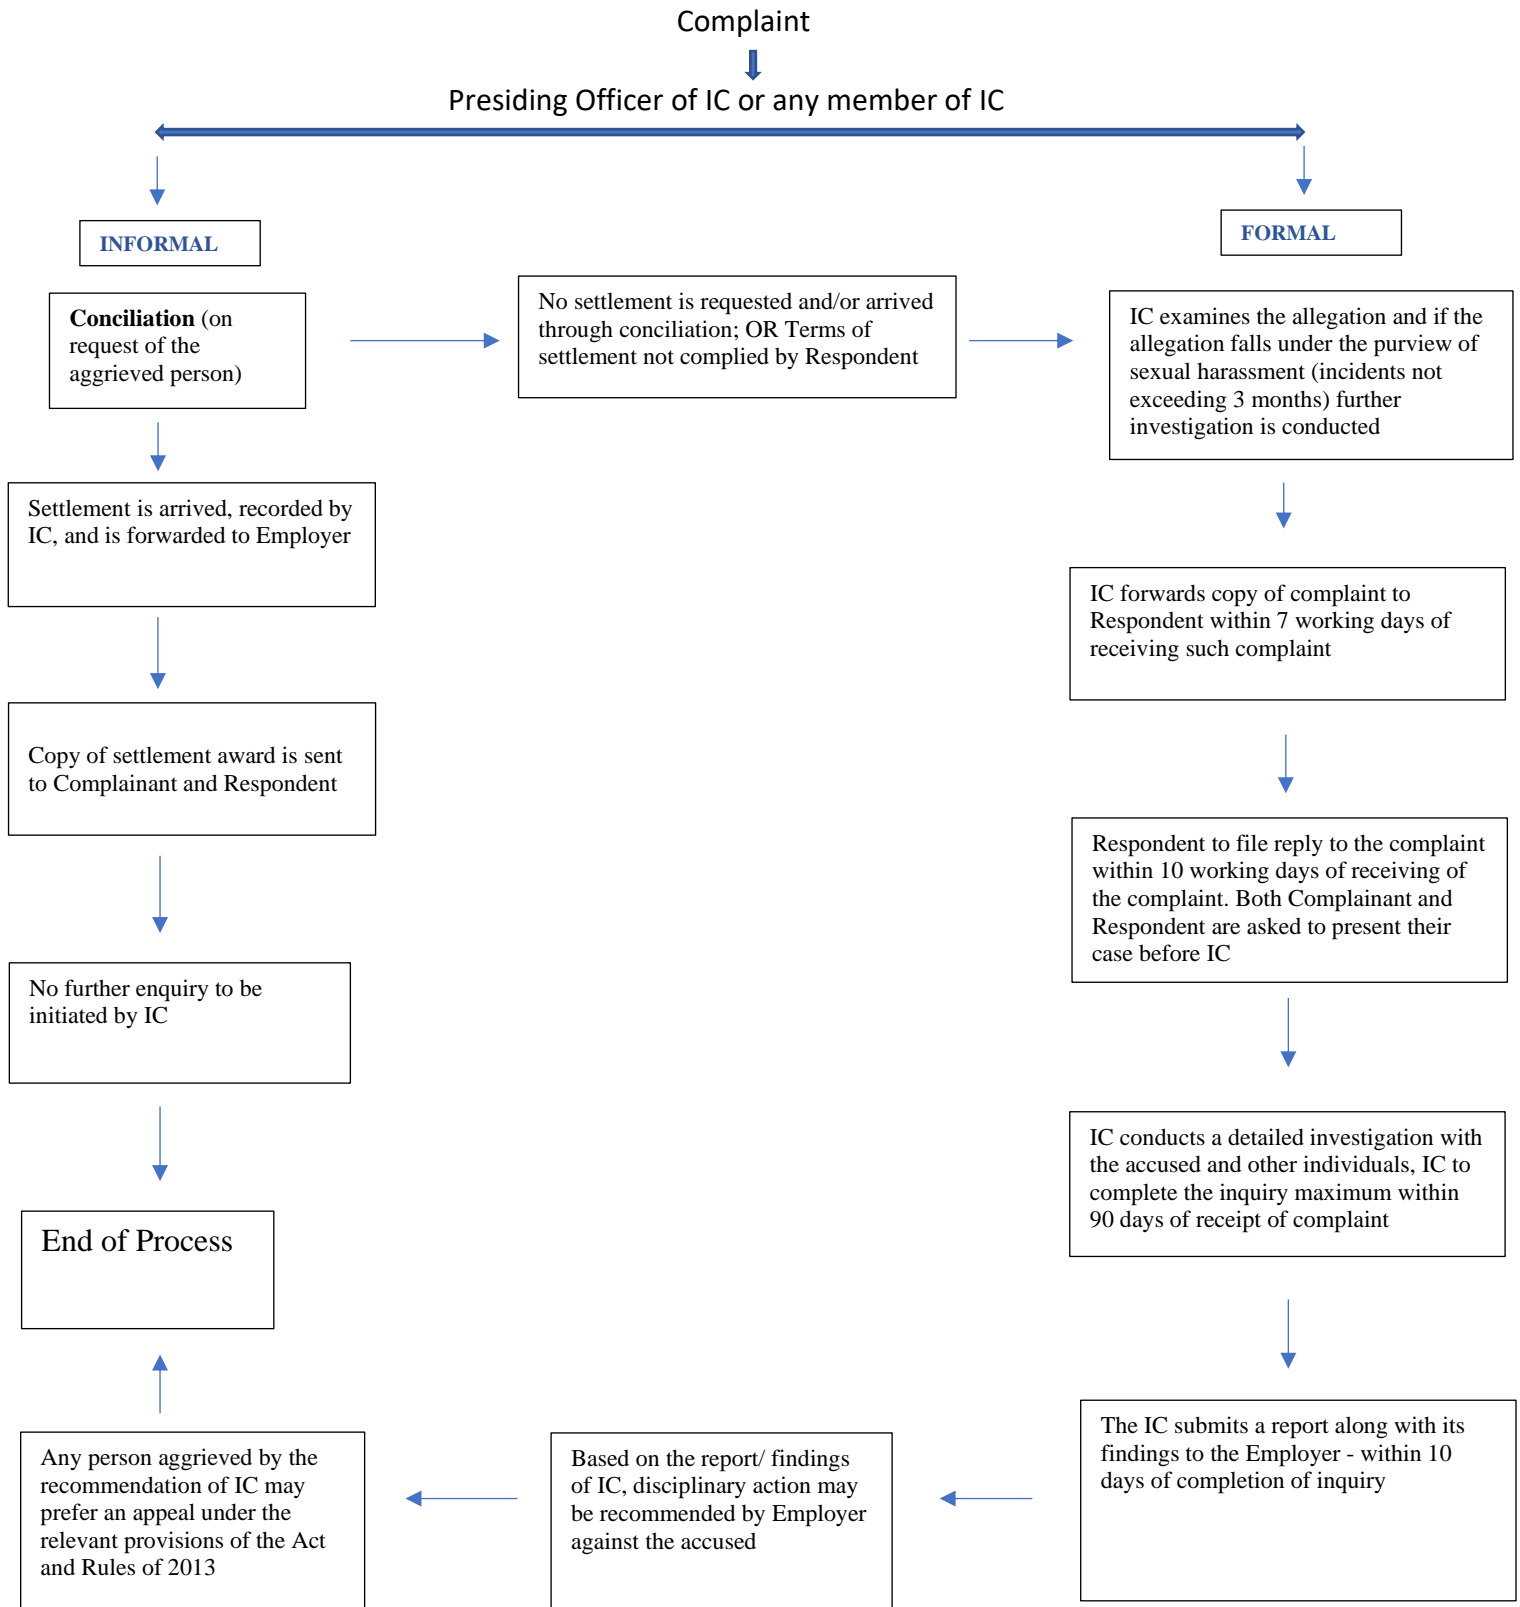 Complaint
Presiding Officer of IC or any member of IC
INFORMAL
FORMAL
Conciliation (on
request of the
aggrieved person)
No settlement is requested and/or arrived
through conciliation; OR Terms of
settlement not complied by Respondent
IC examines the allegation and if the
allegation falls under the purview of
sexual harassment (incidents not
exceeding 3 months) further
investigation is conducted
Settlement is arrived, recorded by
IC, and is forwarded to Employer
IC forwards copy of complaint to
Respondent within 7 working days of
receiving such complaint
Copy of settlement award is sent
to Complainant and Respondent
Respondent to file reply to the complaint
within 10 working days of receiving of
the complaint. Both Complainant and
Respondent are asked to present their
case before IC
No further enquiry to be
initiated by IC
IC conducts a detailed investigation with
the accused and other individuals, IC to
complete the inquiry maximum within
90 days of receipt of complaint
End of Process
The IC submits a report along with its
findings to the Employer - within 10
days of completion of inquiry
Based on the report/ findings
of IC, disciplinary action may
be recommended by Employer
against the accused
Any person aggrieved by the
recommendation of IC may
prefer an appeal under the
relevant provisions of the Act
and Rules of 2013